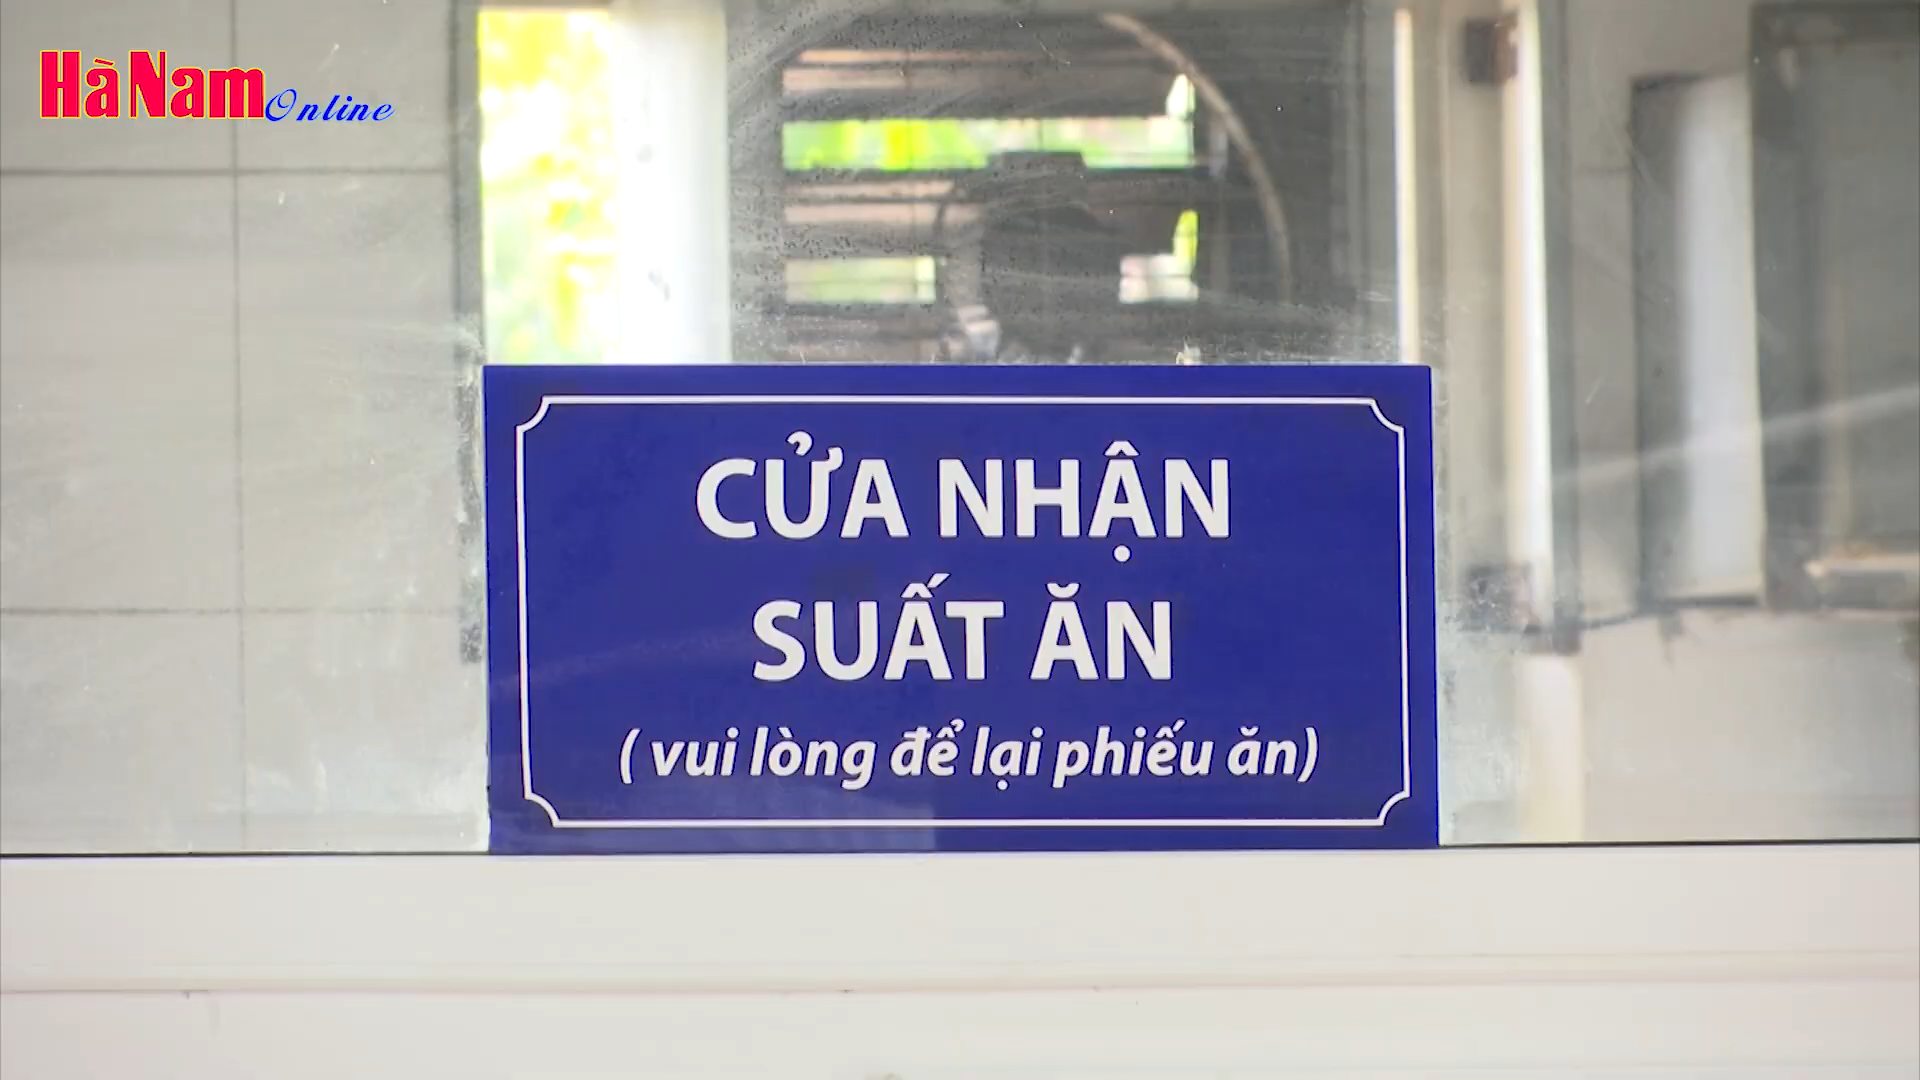 Hà Nam Online
CỬA NHẬN
SUẤT ĂN
( vui lòng để lại phiếu ăn)